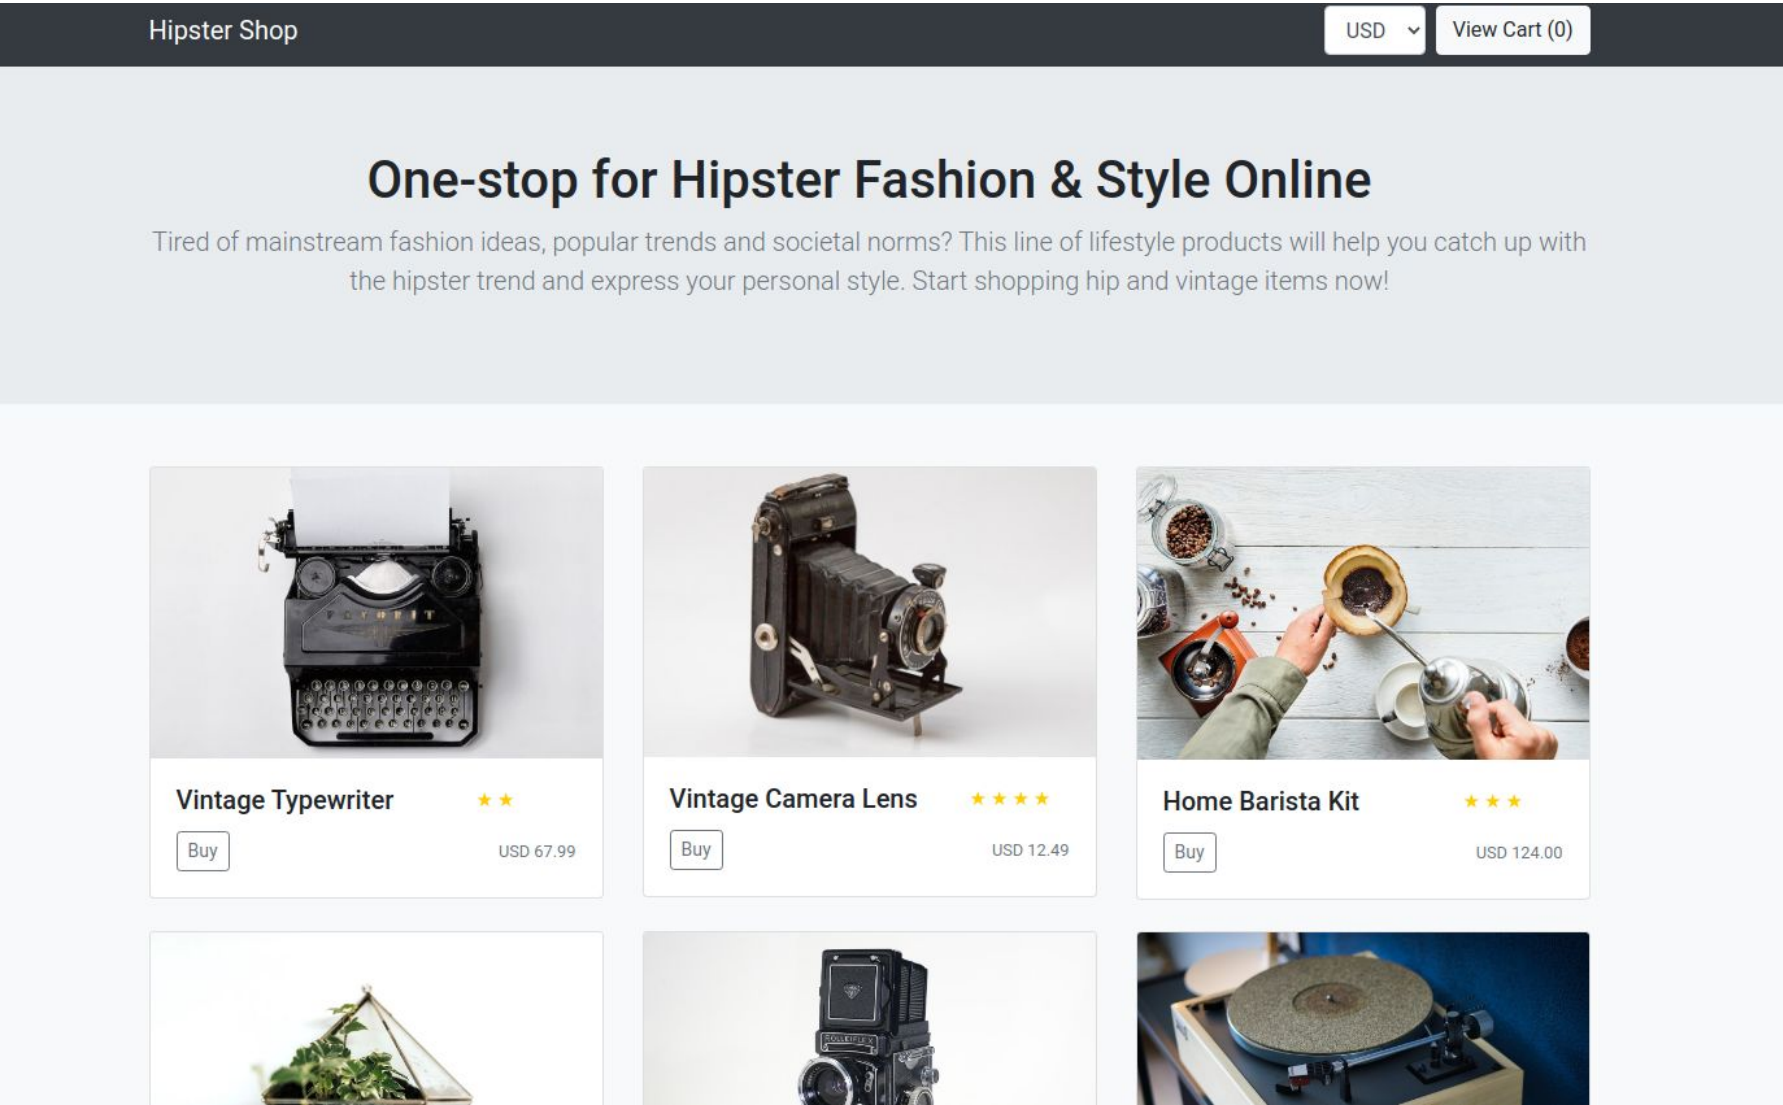 Hipster Shop
USD
View Cart (0)
One-stop for Hipster Fashion & Style Online
Tired of mainstream fashion ideas, popular trends and societal norms? This line of lifestyle products will help you catch up with
the hipster trend and express your personal style. Start shopping hip and vintage items now!
FAVORIT
Vintage Typewriter
Buy
USD 67.99
Vintage Camera Lens
Buy
USD 12.49
Home Barista Kit
Buy
USD 124.00
ROLLEIFLEX